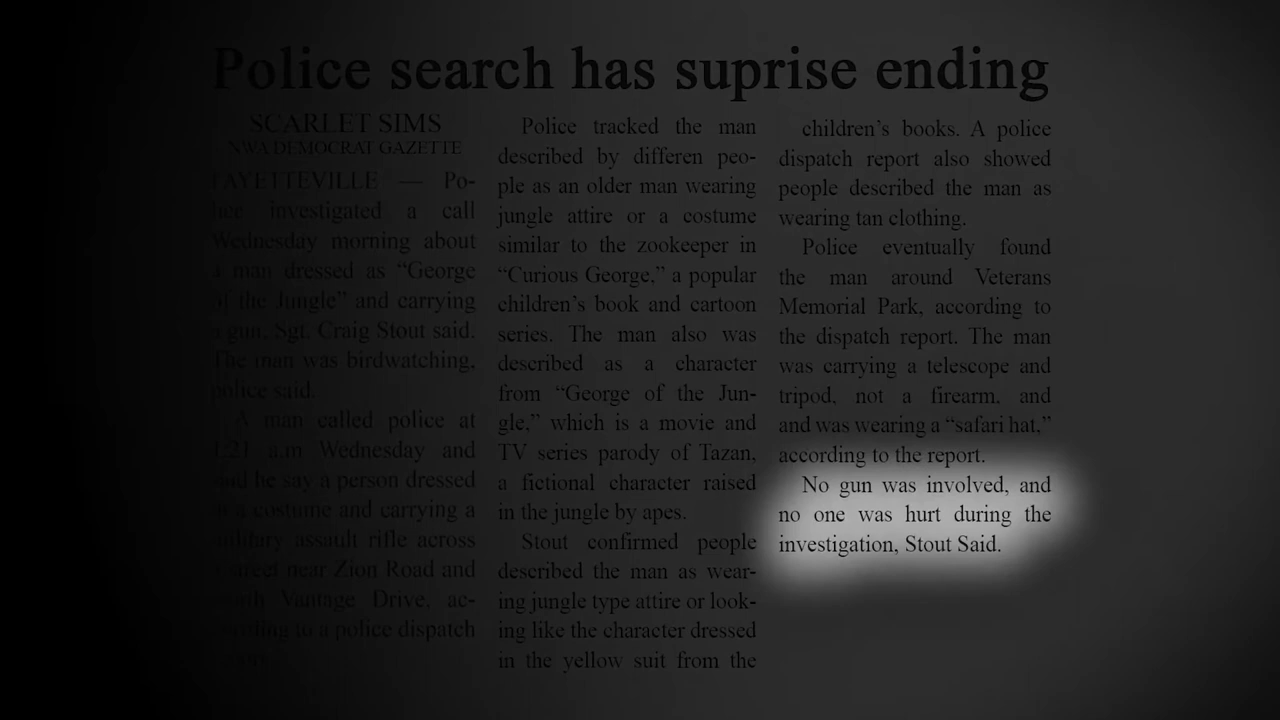 Police search has suprise ending
SCARLET SIMS
NWA DEMOCRAT GAZETTE
FAYETTEVILLE — Po-
lice investigated a call
Wednesday morning about
a man dressed as “George
of the Jungle” and carrying
a gun, Sgt. Craig Stout said.
The man was birdwatching,
police said.
A man called police at
1:21 a.m Wednesday and
said he say a person dressed
in a costume and carrying a
military assault rifle across
a street near Zion Road and
north Vantage Drive, ac-
cording to a police dispatch
Police tracked the man
described by differen peo-
ple as an older man wearing
jungle attire or a costume
similar to the zookeeper in
“Curious George,” a popular
children’s book and cartoon
series. The man also was
described as a character
from “George of the Jun-
gle,” which is a movie and
TV series parody of Tazan,
a fictional character raised
in the jungle by apes.
Stout confirmed people
described the man as wear-
ing jungle type attire or look-
ing like the character dressed
in the yellow suit from the
children’s books. A police
dispatch report also showed
people described the man as
wearing tan clothing.
Police eventually found
the man around Veterans
Memorial Park, according to
the dispatch report. The man
was carrying a telescope and
tripod, not a firearm, and
and was wearing a “safari hat,”
according to the report.
No gun was involved, and
no one was hurt during the
investigation, Stout Said.